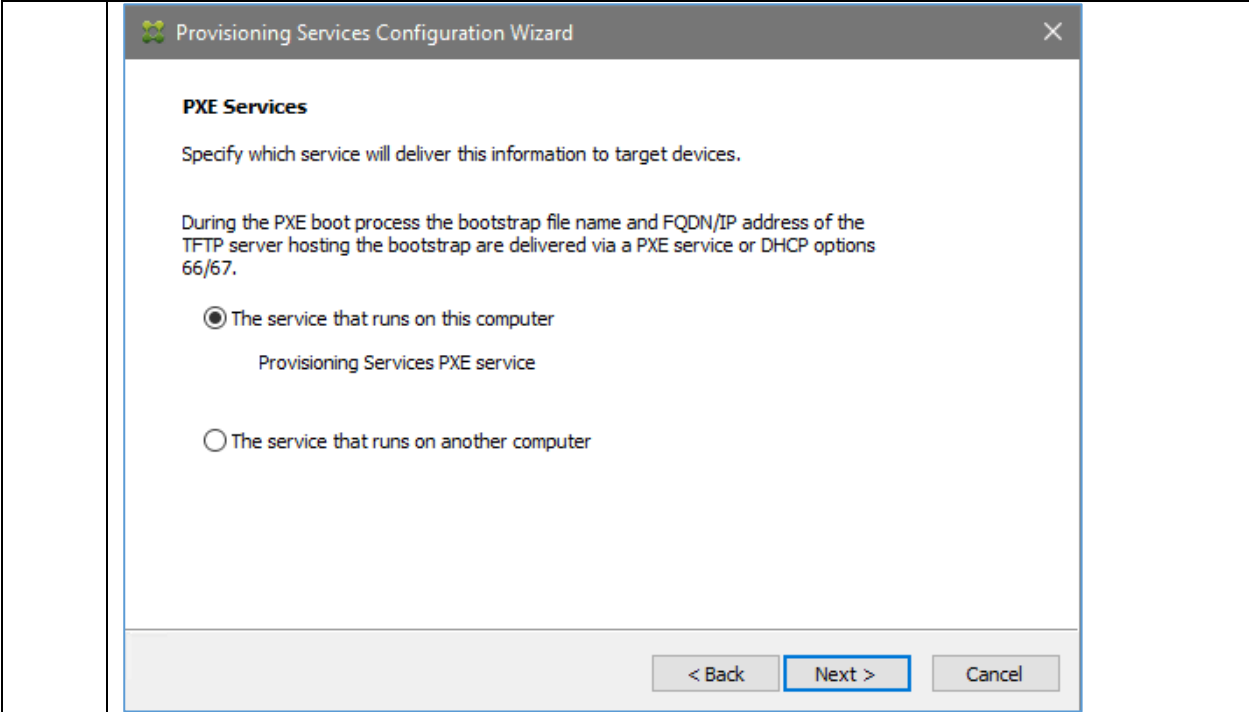 Provisioning Services Configuration Wizard
PXE Services
Specify which service will deliver this information to target devices.
During the PXE boot process the bootstrap file name and FQDN/IP address of the
TFTP server hosting the bootstrap are delivered via a PXE service or DHCP options
66/67.
The service that runs on this computer
Provisioning Services PXE service
The service that runs on another computer
< Back Next > Cancel